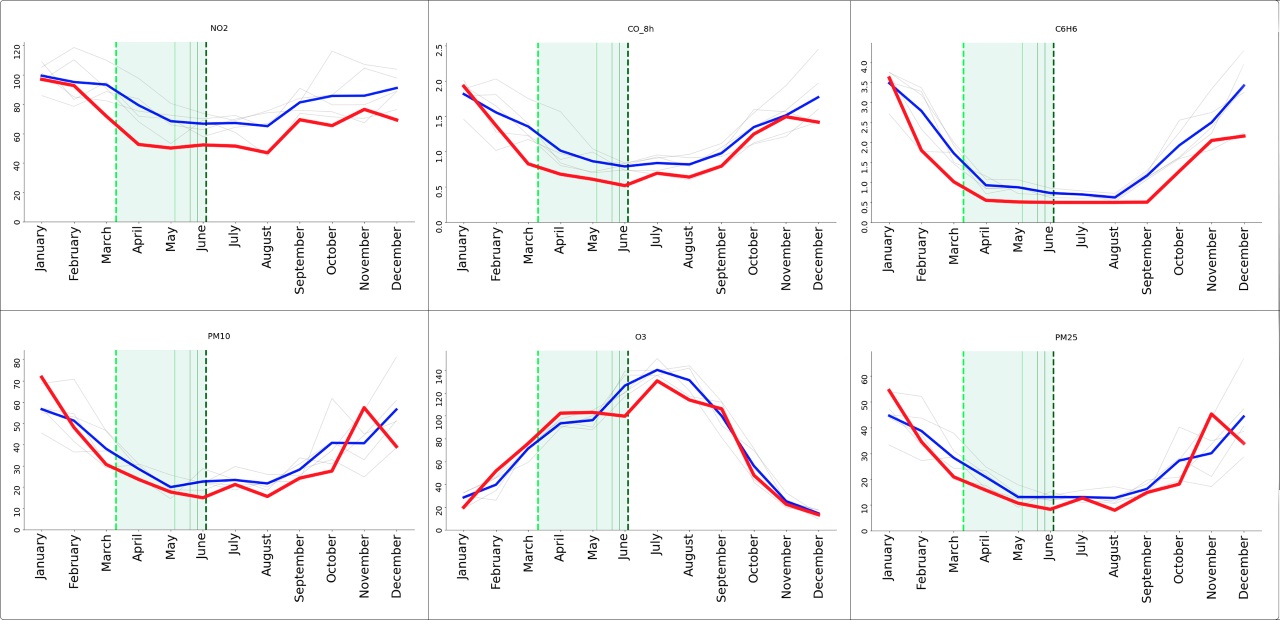 NO2
120
100
80
60
40
20
0
January
February
March
April
May
June
July
August
September
October
November
December
CO_8h
2.5
2.0
1.5
1.0
0.5
0.0
January
February
March
April
May
June
July
August
September
October
November
December
C6H6
4.0
3.5
3.0
2.5
2.0
1.5
1.0
0.5
0.0
January
February
March
April
May
June
July
August
September
October
November
December
PM10
80
70
60
50
40
30
20
10
0
January
February
March
April
May
June
July
August
September
October
November
December
O3
140
120
100
80
60
40
20
0
January
February
March
April
May
June
July
August
September
October
November
December
PM25
60
50
40
30
20
10
0
January
February
March
April
May
June
July
August
September
October
November
December